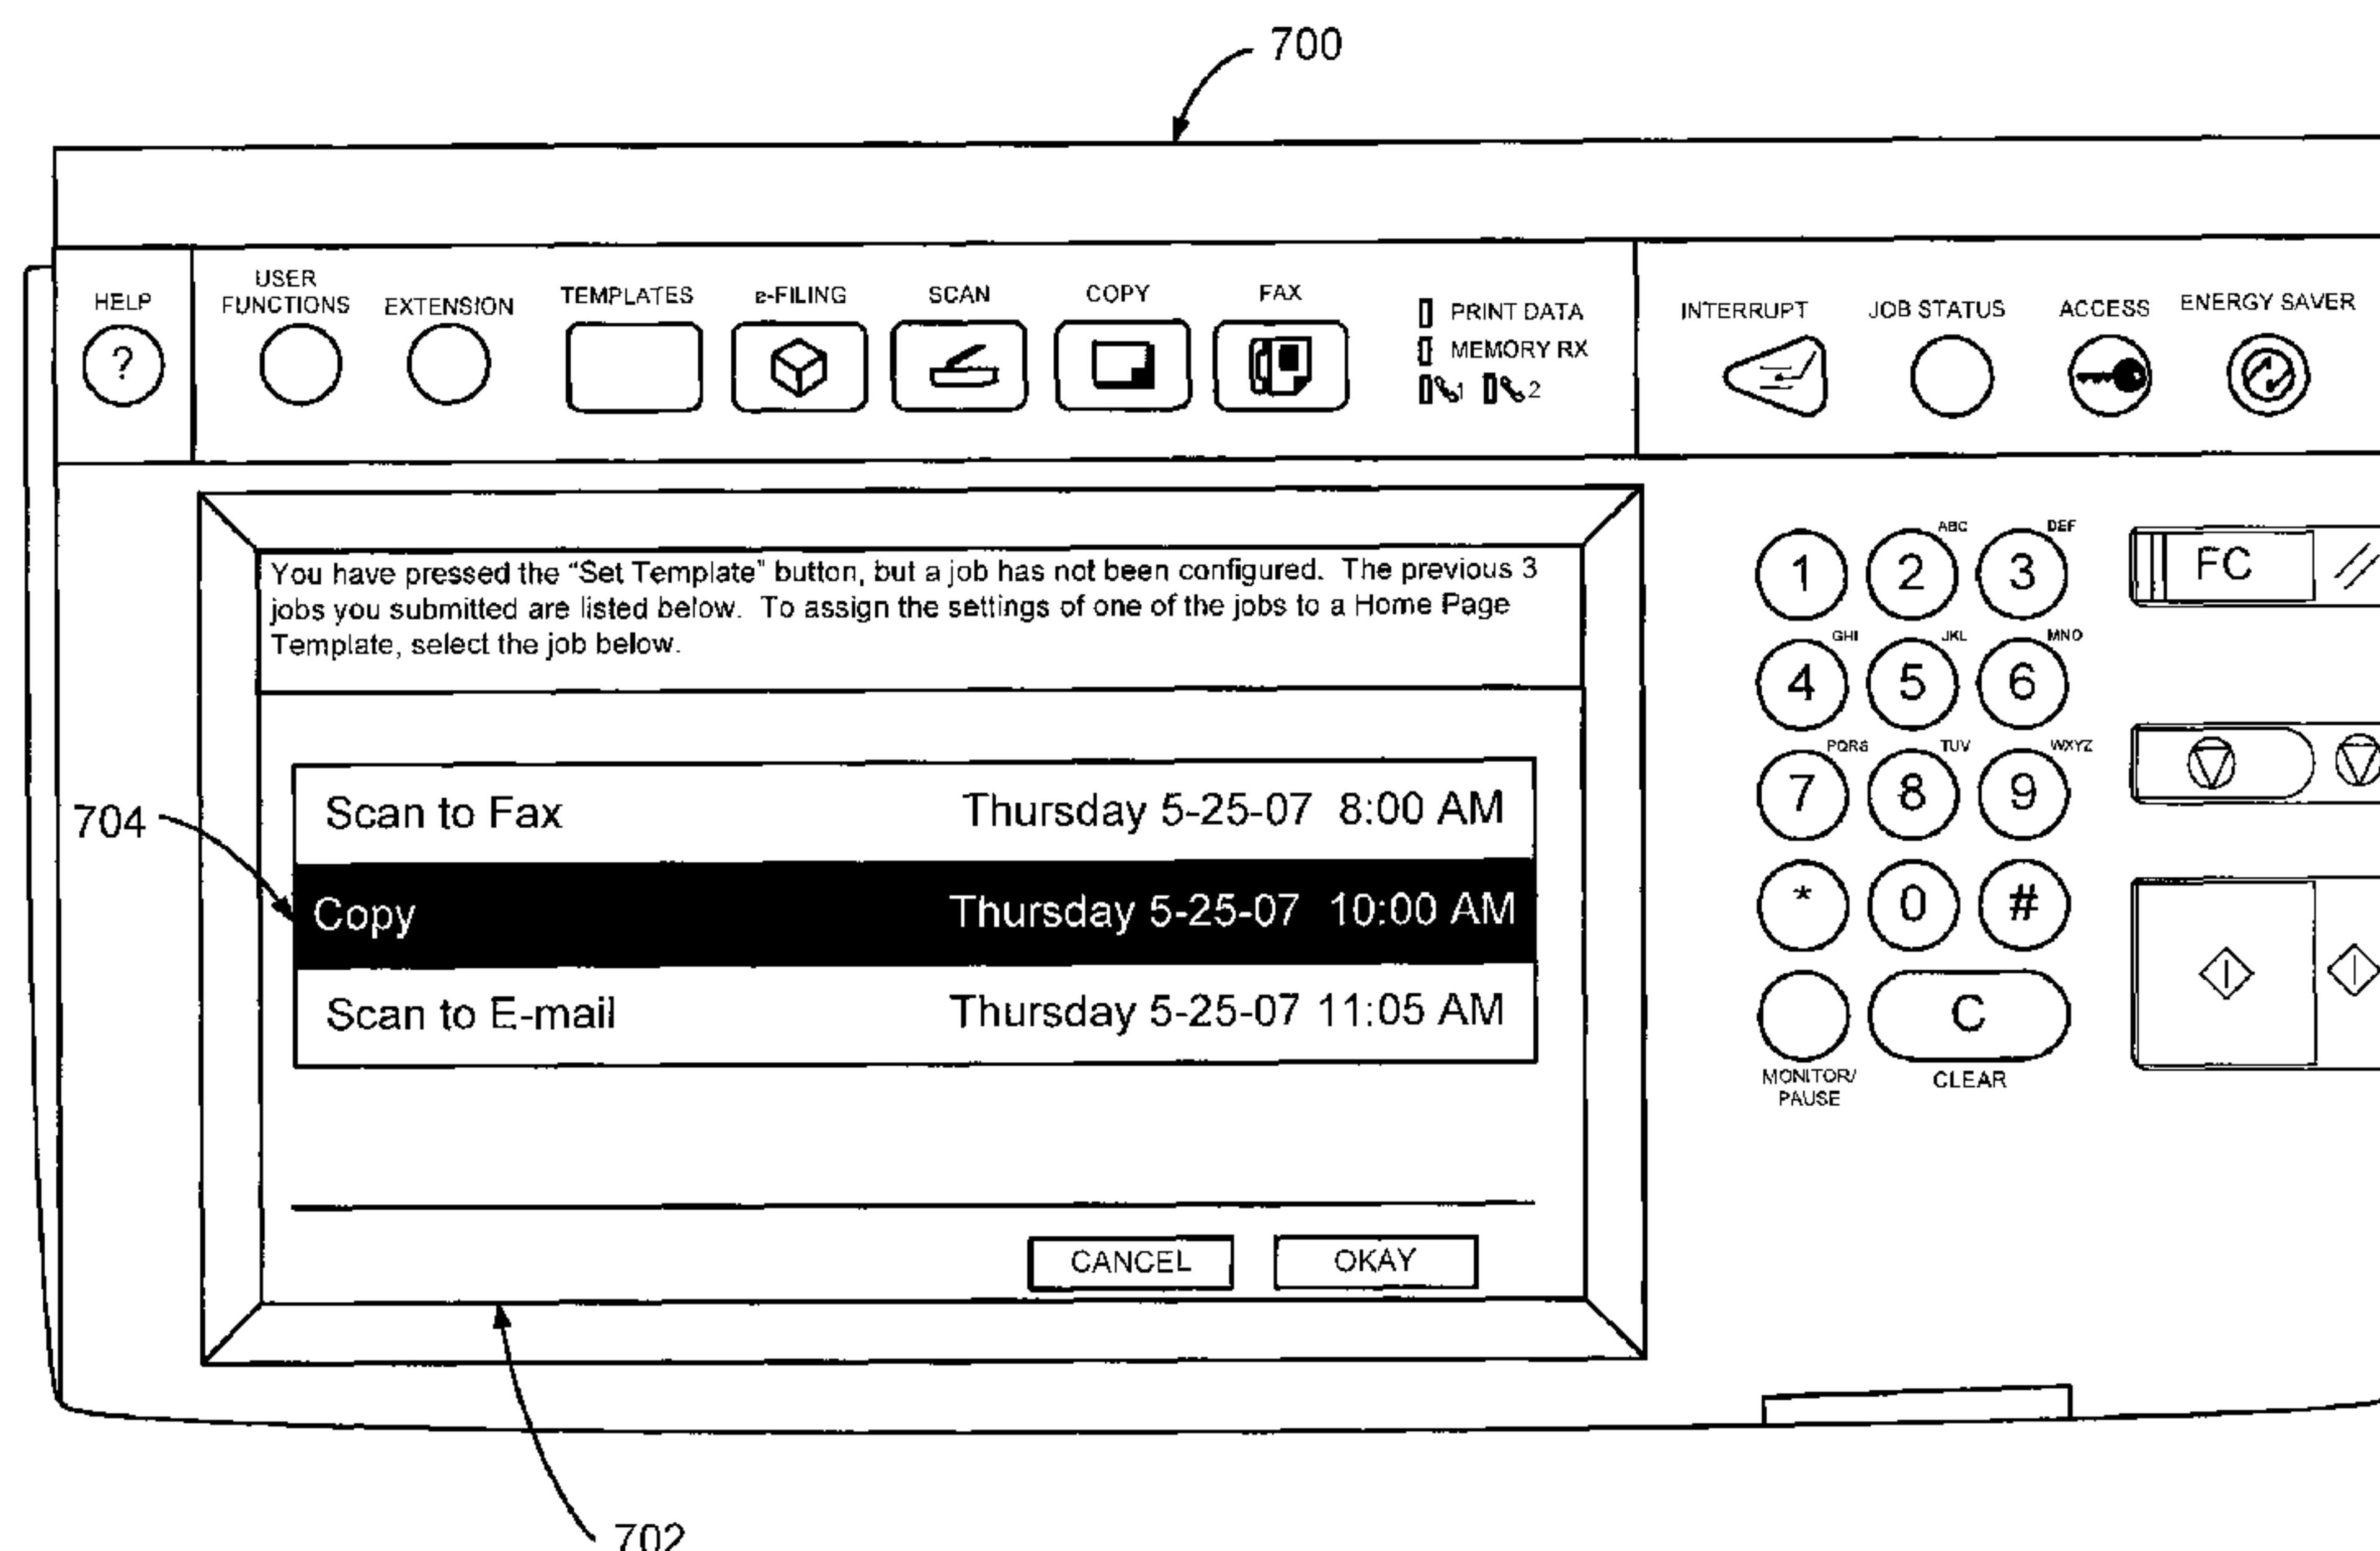 700
HELP
USER
FUNCTIONS
EXTENSION
TEMPLATES
e-FILING
SCAN
COPY
FAX
PRINT DATA
MEMORY RX
1 2
INTERRUPT
JOB STATUS
ACCESS
ENERGY SAVER
?
You have pressed the “Set Template” button, but a job has not been configured. The previous 3
jobs you submitted are listed below. To assign the settings of one of the jobs to a Home Page
Template, select the job below.
704
Scan to Fax Thursday 5-25-07 8:00 AM
Copy Thursday 5-25-07 10:00 AM
Scan to E-mail Thursday 5-25-07 11:05 AM
CANCEL
OKAY
702
ABC DEF
1 2 3
GHI JKL MNO
4 5 6
PQRS TUV WXYZ
7 8 9
* 0 #
C
MONITOR/
PAUSE
CLEAR
FC